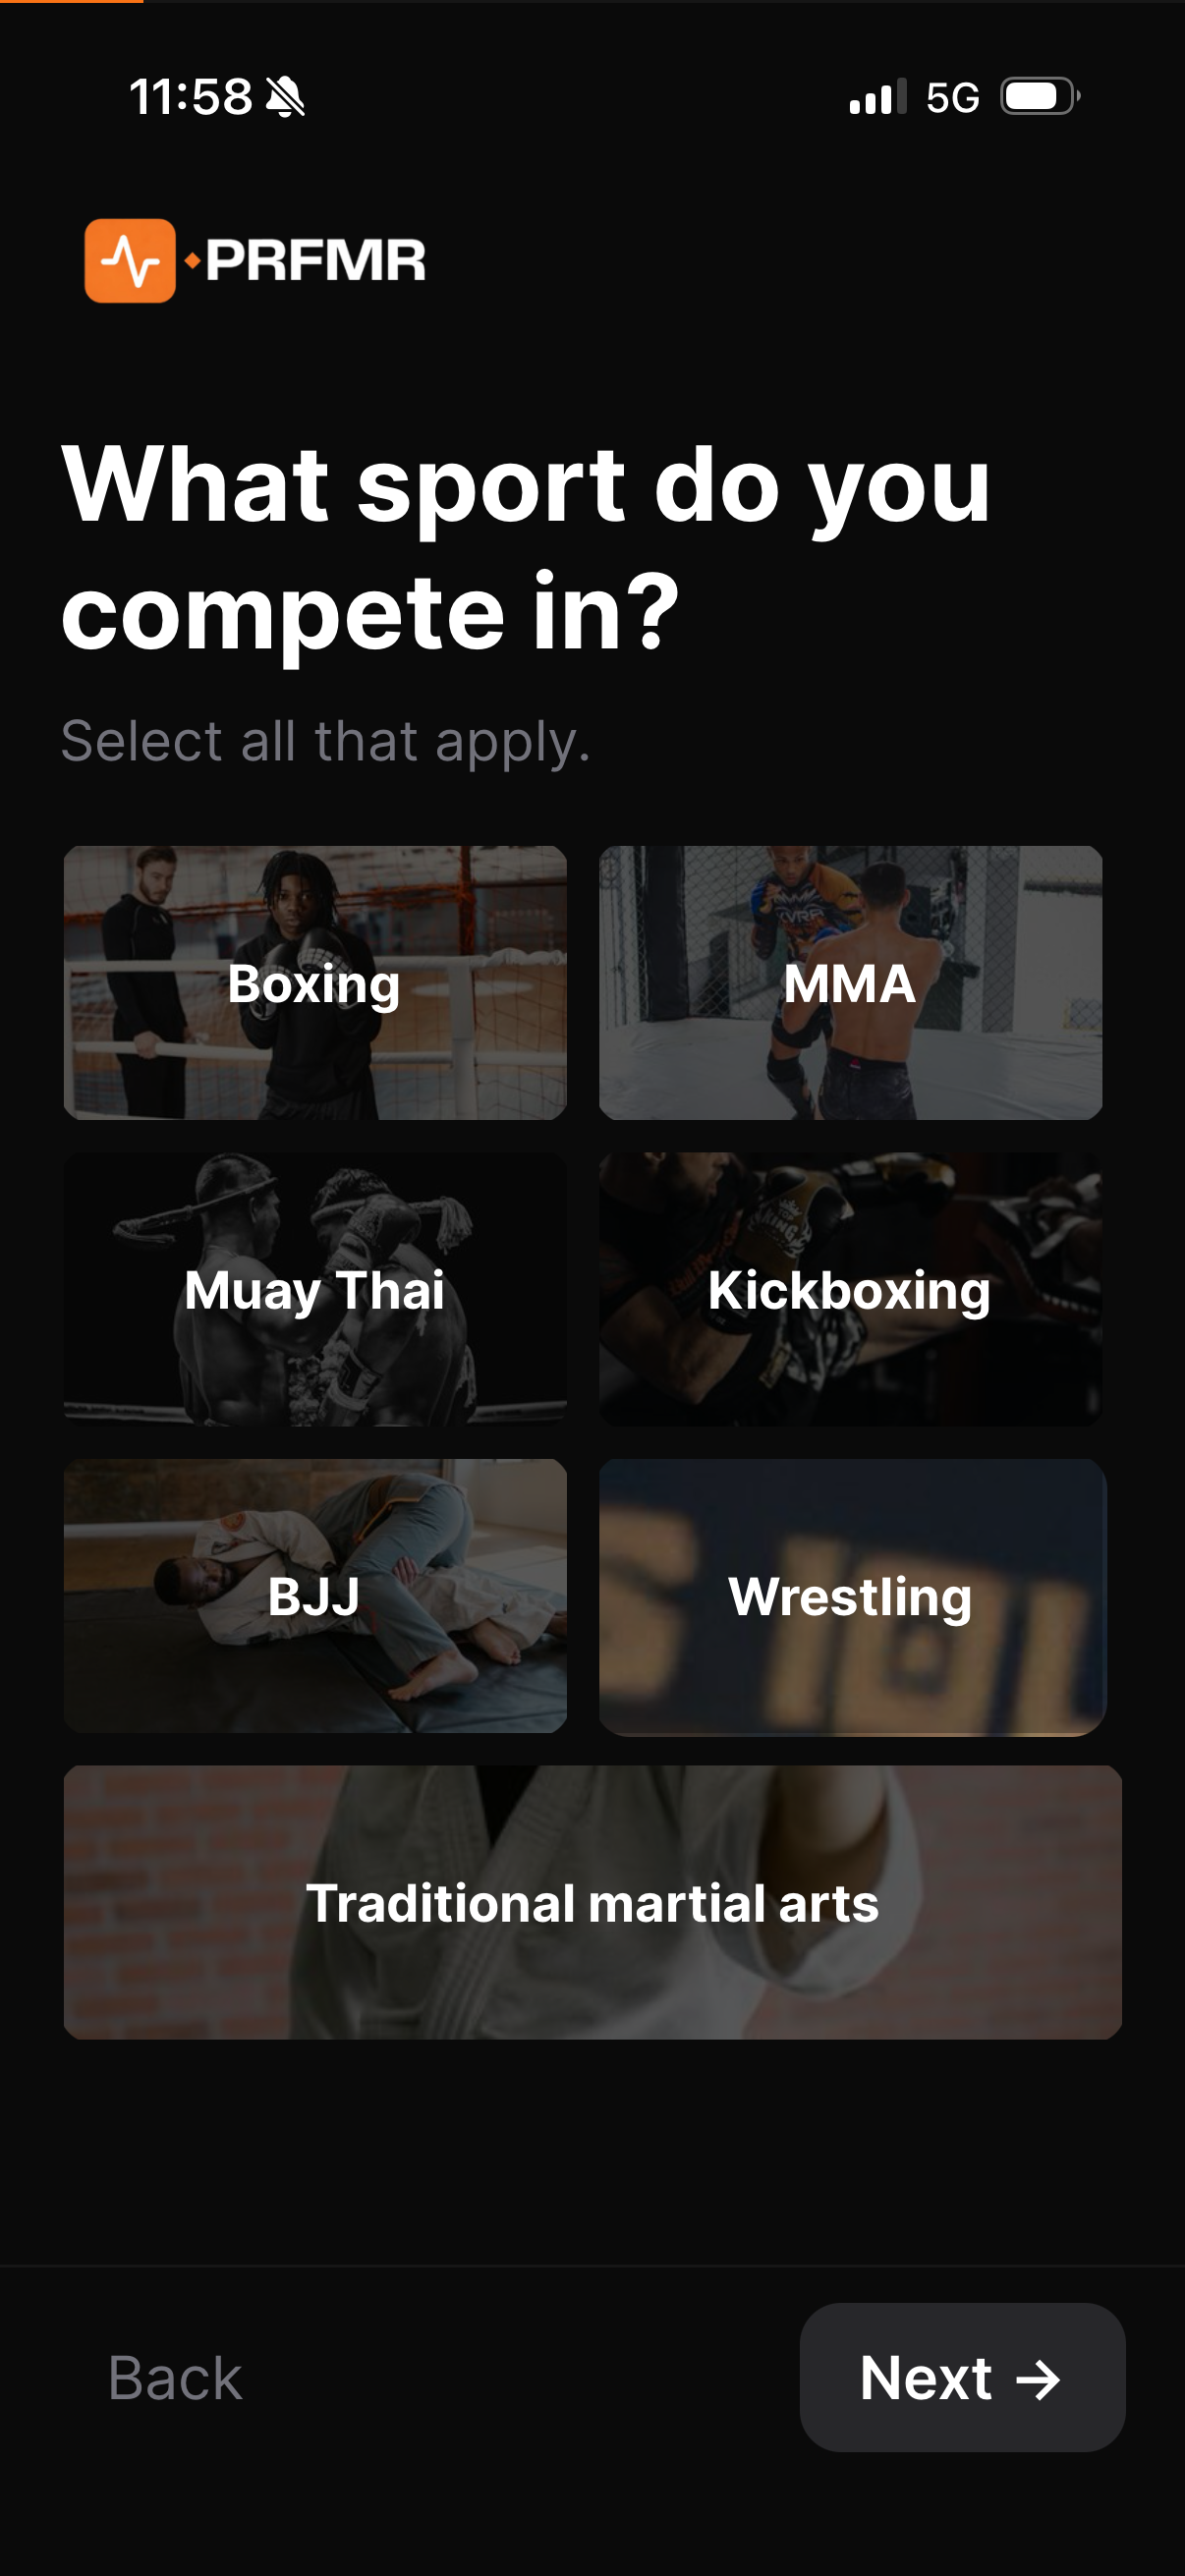 11:58 5G
PRFMR
What sport do you
compete in?
Select all that apply.
Boxing MMA
Muay Thai Kickboxing
BJJ Wrestling
Traditional martial arts
Back Next →